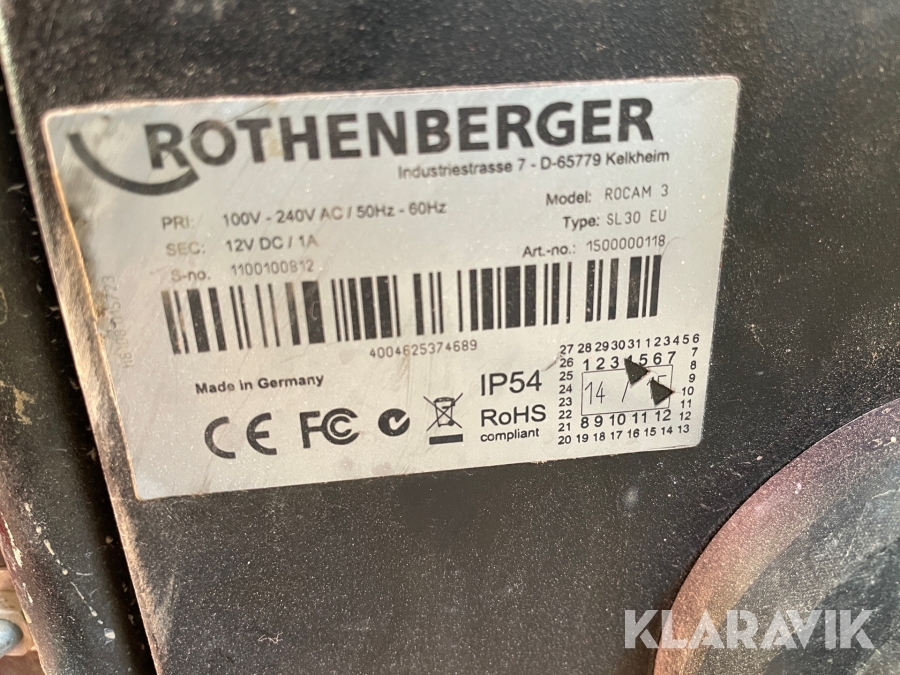 ROTHENBERGER
Industriestrasse 7 - D-65779 Kelkheim
PRI: 100V - 240V AC / 50Hz - 60Hz
Model: ROCAM 3
SEC: 12V DC / 1A
Type: SL30 EU
S-no. 1100100812
Art.-no.: 1500000118
4004625374689
Made in Germany
CE FC
IP54
RoHS
compliant
27 28 29 30 31 1 2 3 4 5 6
26 1 2 3 5 6 7 7
25 8
24 14 / 15 9
23 10
22 8 9 10 11 12 11
21 12
20 19 18 17 16 15 14 13
KLARAVIK